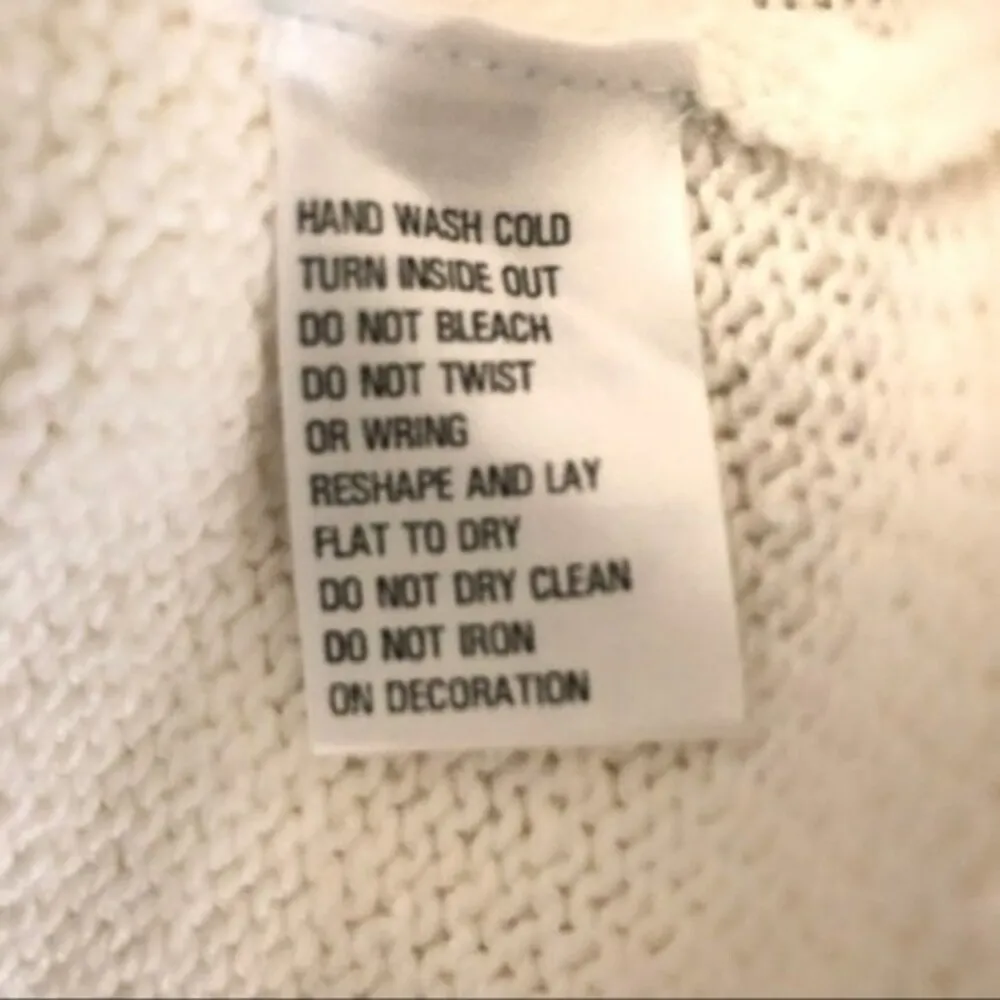 HAND WASH COLD
TURN INSIDE OUT
DO NOT BLEACH
DO NOT TWIST
OR WRING
RESHAPE AND LAY
FLAT TO DRY
DO NOT DRY CLEAN
DO NOT IRON
ON DECORATION